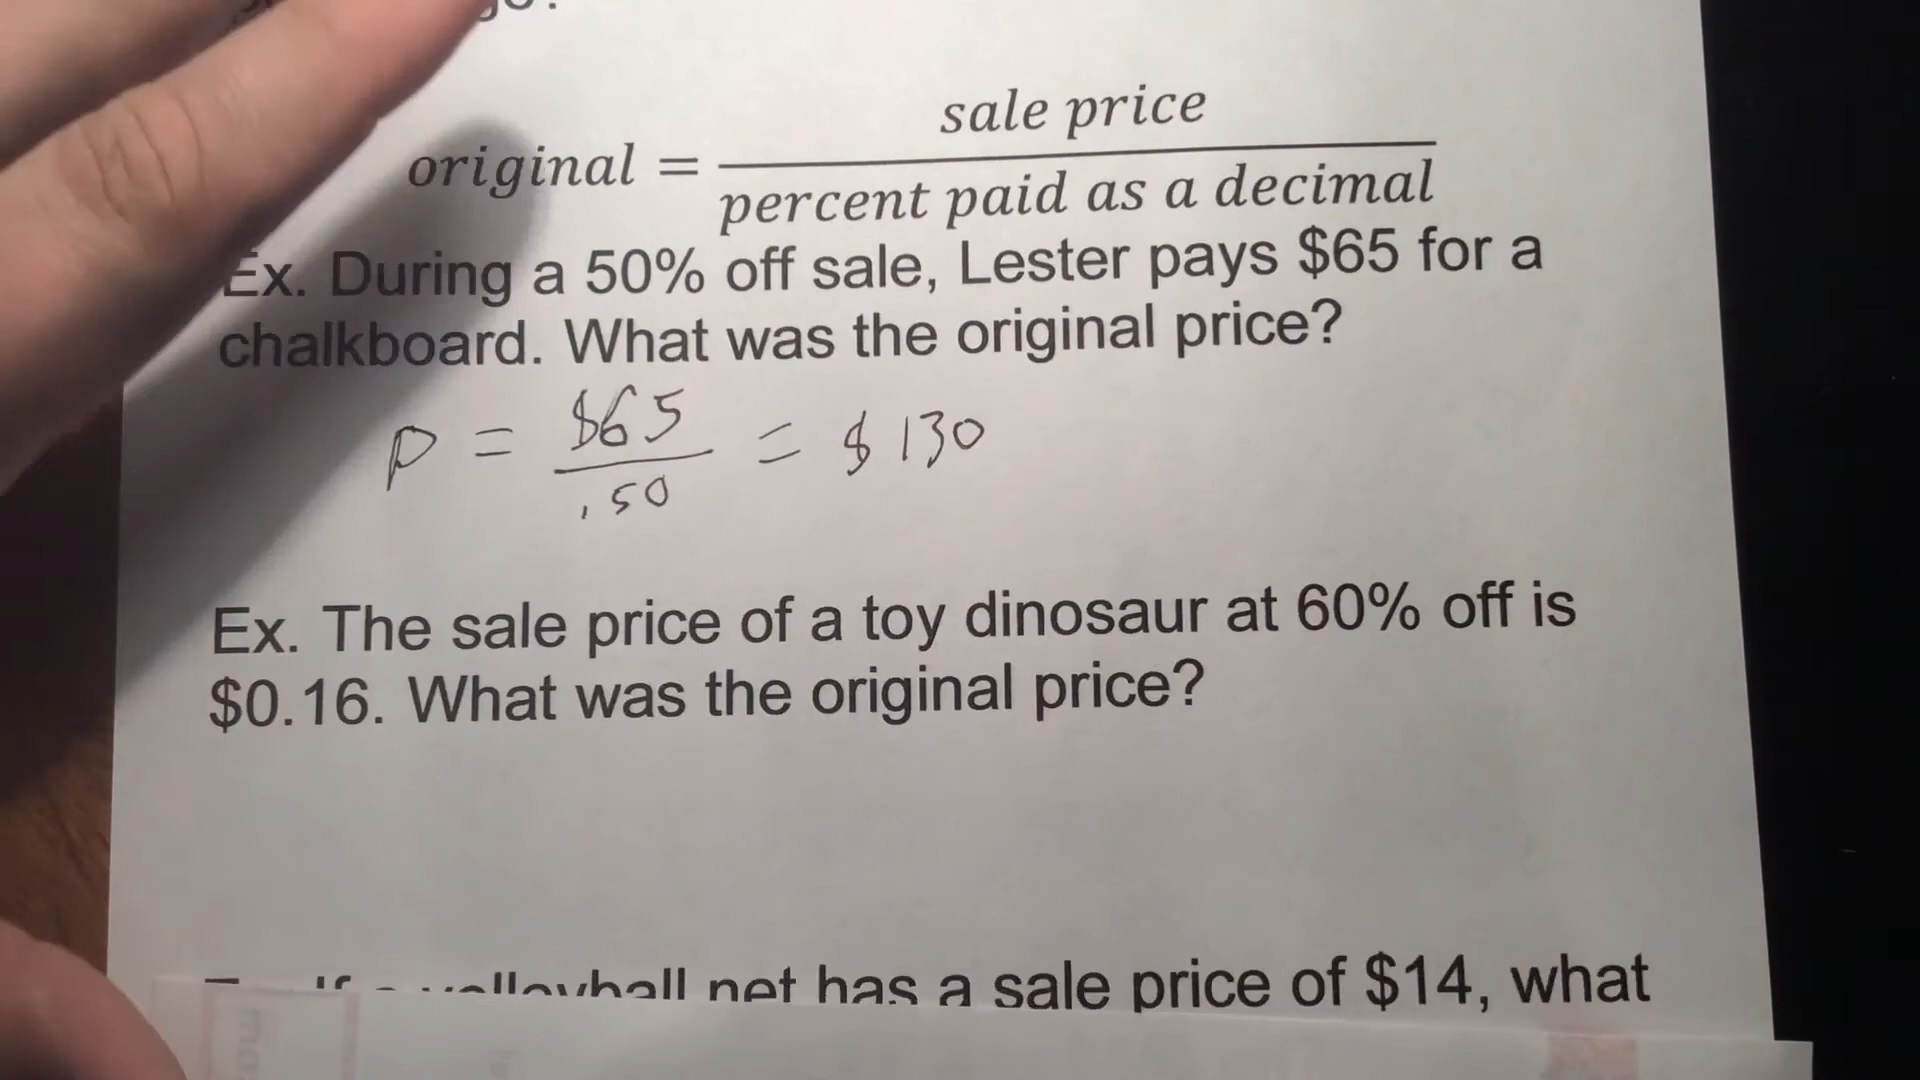 original = sale price / percent paid as a decimal
Ex. During a 50% off sale, Lester pays $65 for a
chalkboard. What was the original price?
P = $65 / .50 = $130
Ex. The sale price of a toy dinosaur at 60% off is
$0.16. What was the original price?
net has a sale price of $14, what